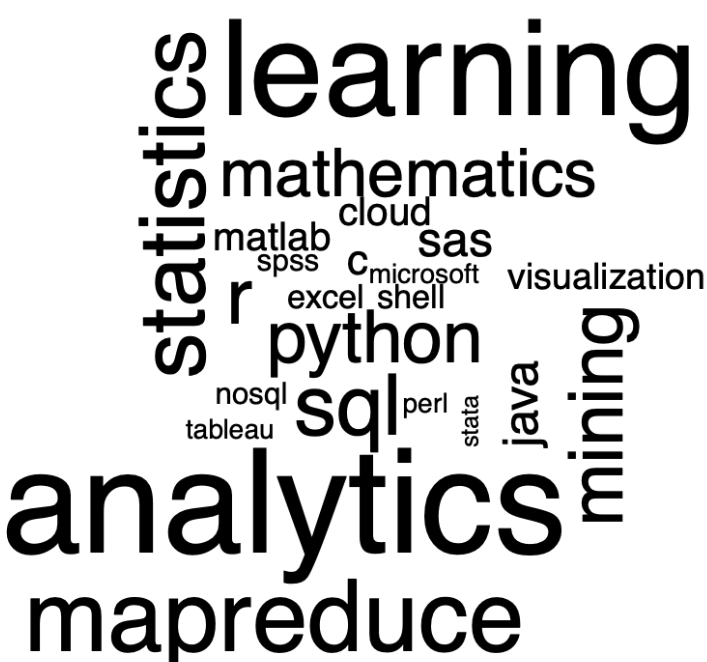 learning
statistics
mathematics
cloud
matlab
sas
spss
c
microsoft
visualization
r
excel
shell
python
mining
java
nosql
sql
perl
stata
tableau
analytics
mapreduce